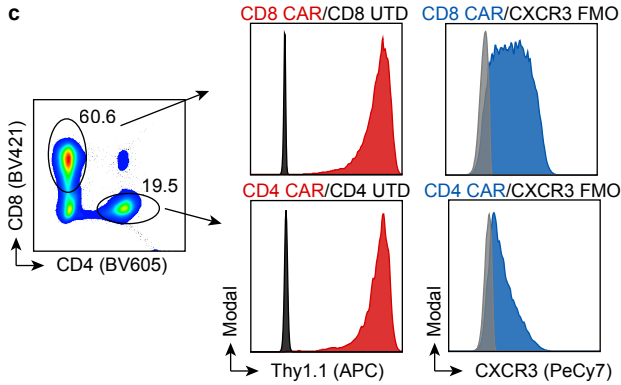 c
CD8 CAR/CD8 UTD
CD8 CAR/CXCR3 FMO
60.6
19.5
CD8 (BV421)
CD4 (BV605)
CD4 CAR/CD4 UTD
CD4 CAR/CXCR3 FMO
Modal
Thy1.1 (APC)
Modal
CXCR3 (PeCy7)